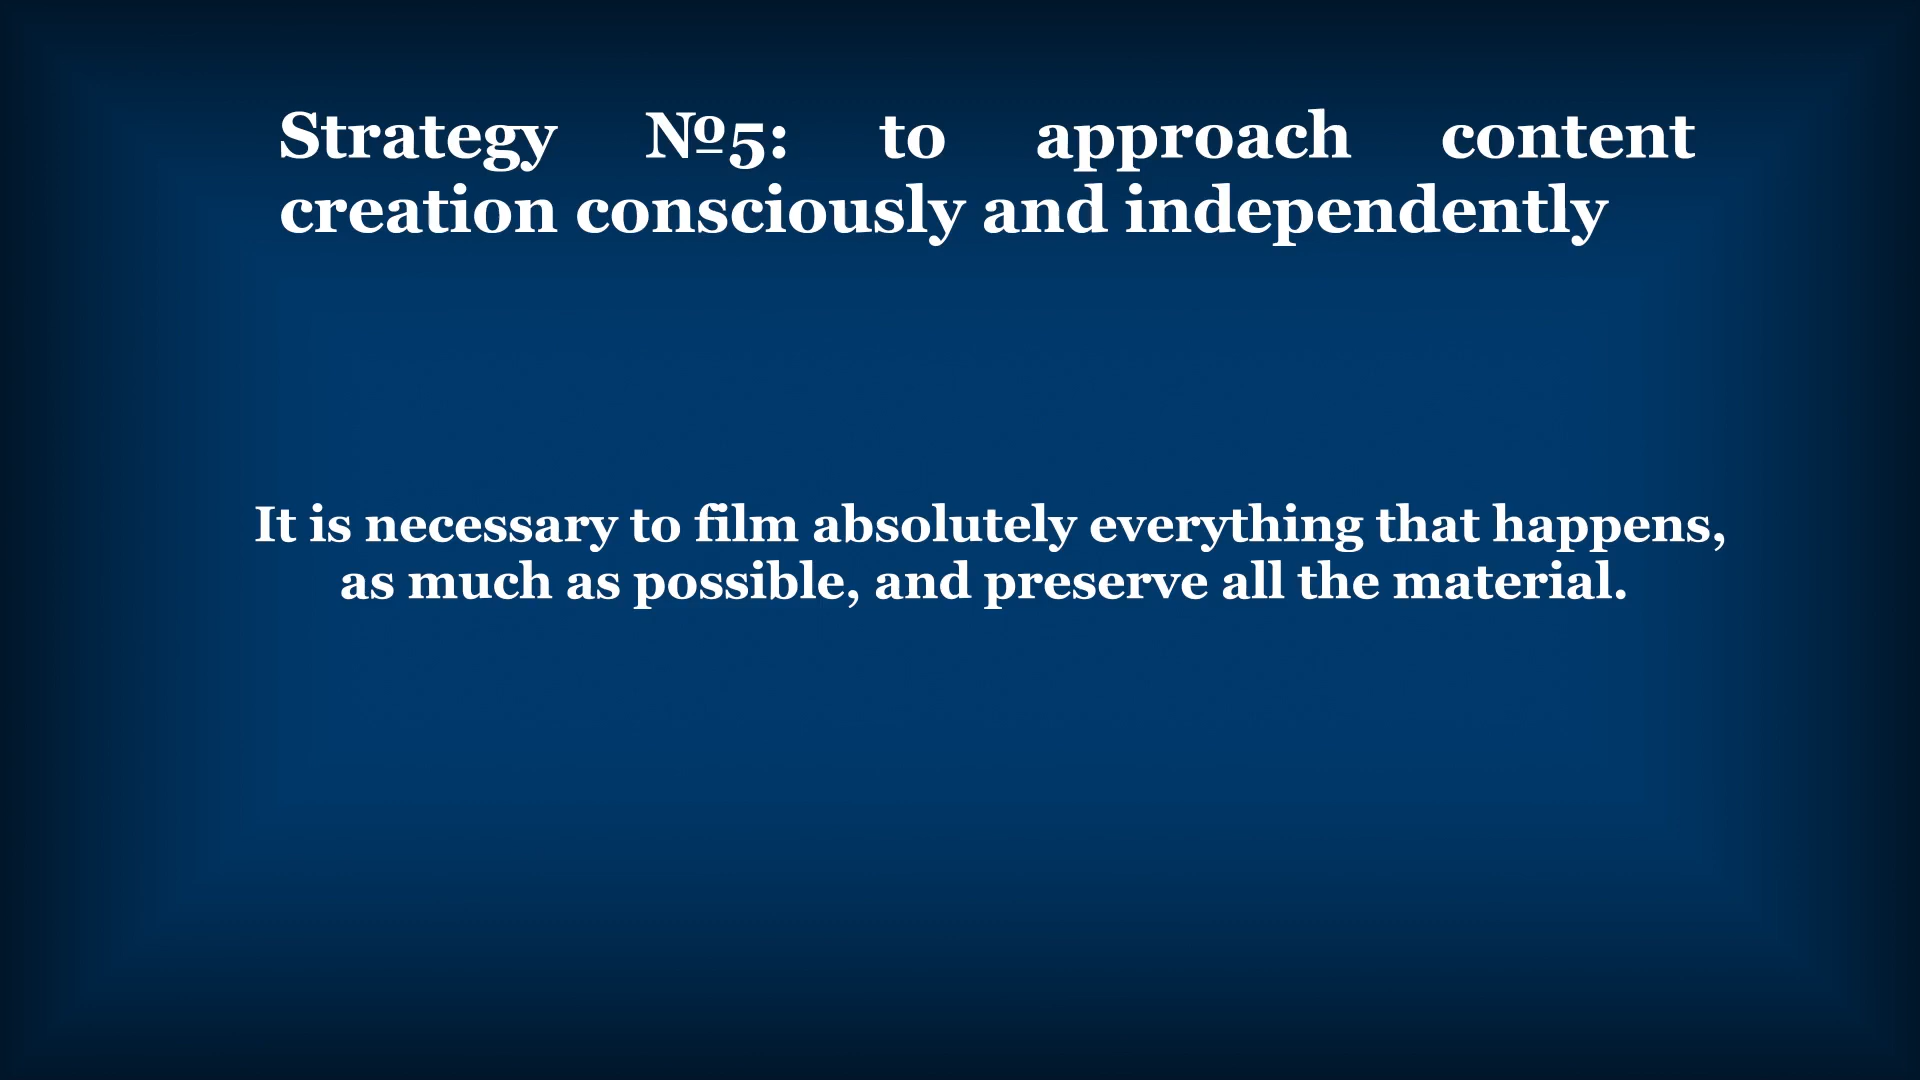 Strategy №5: to approach content
creation consciously and independently
It is necessary to film absolutely everything that happens,
as much as possible, and preserve all the material.